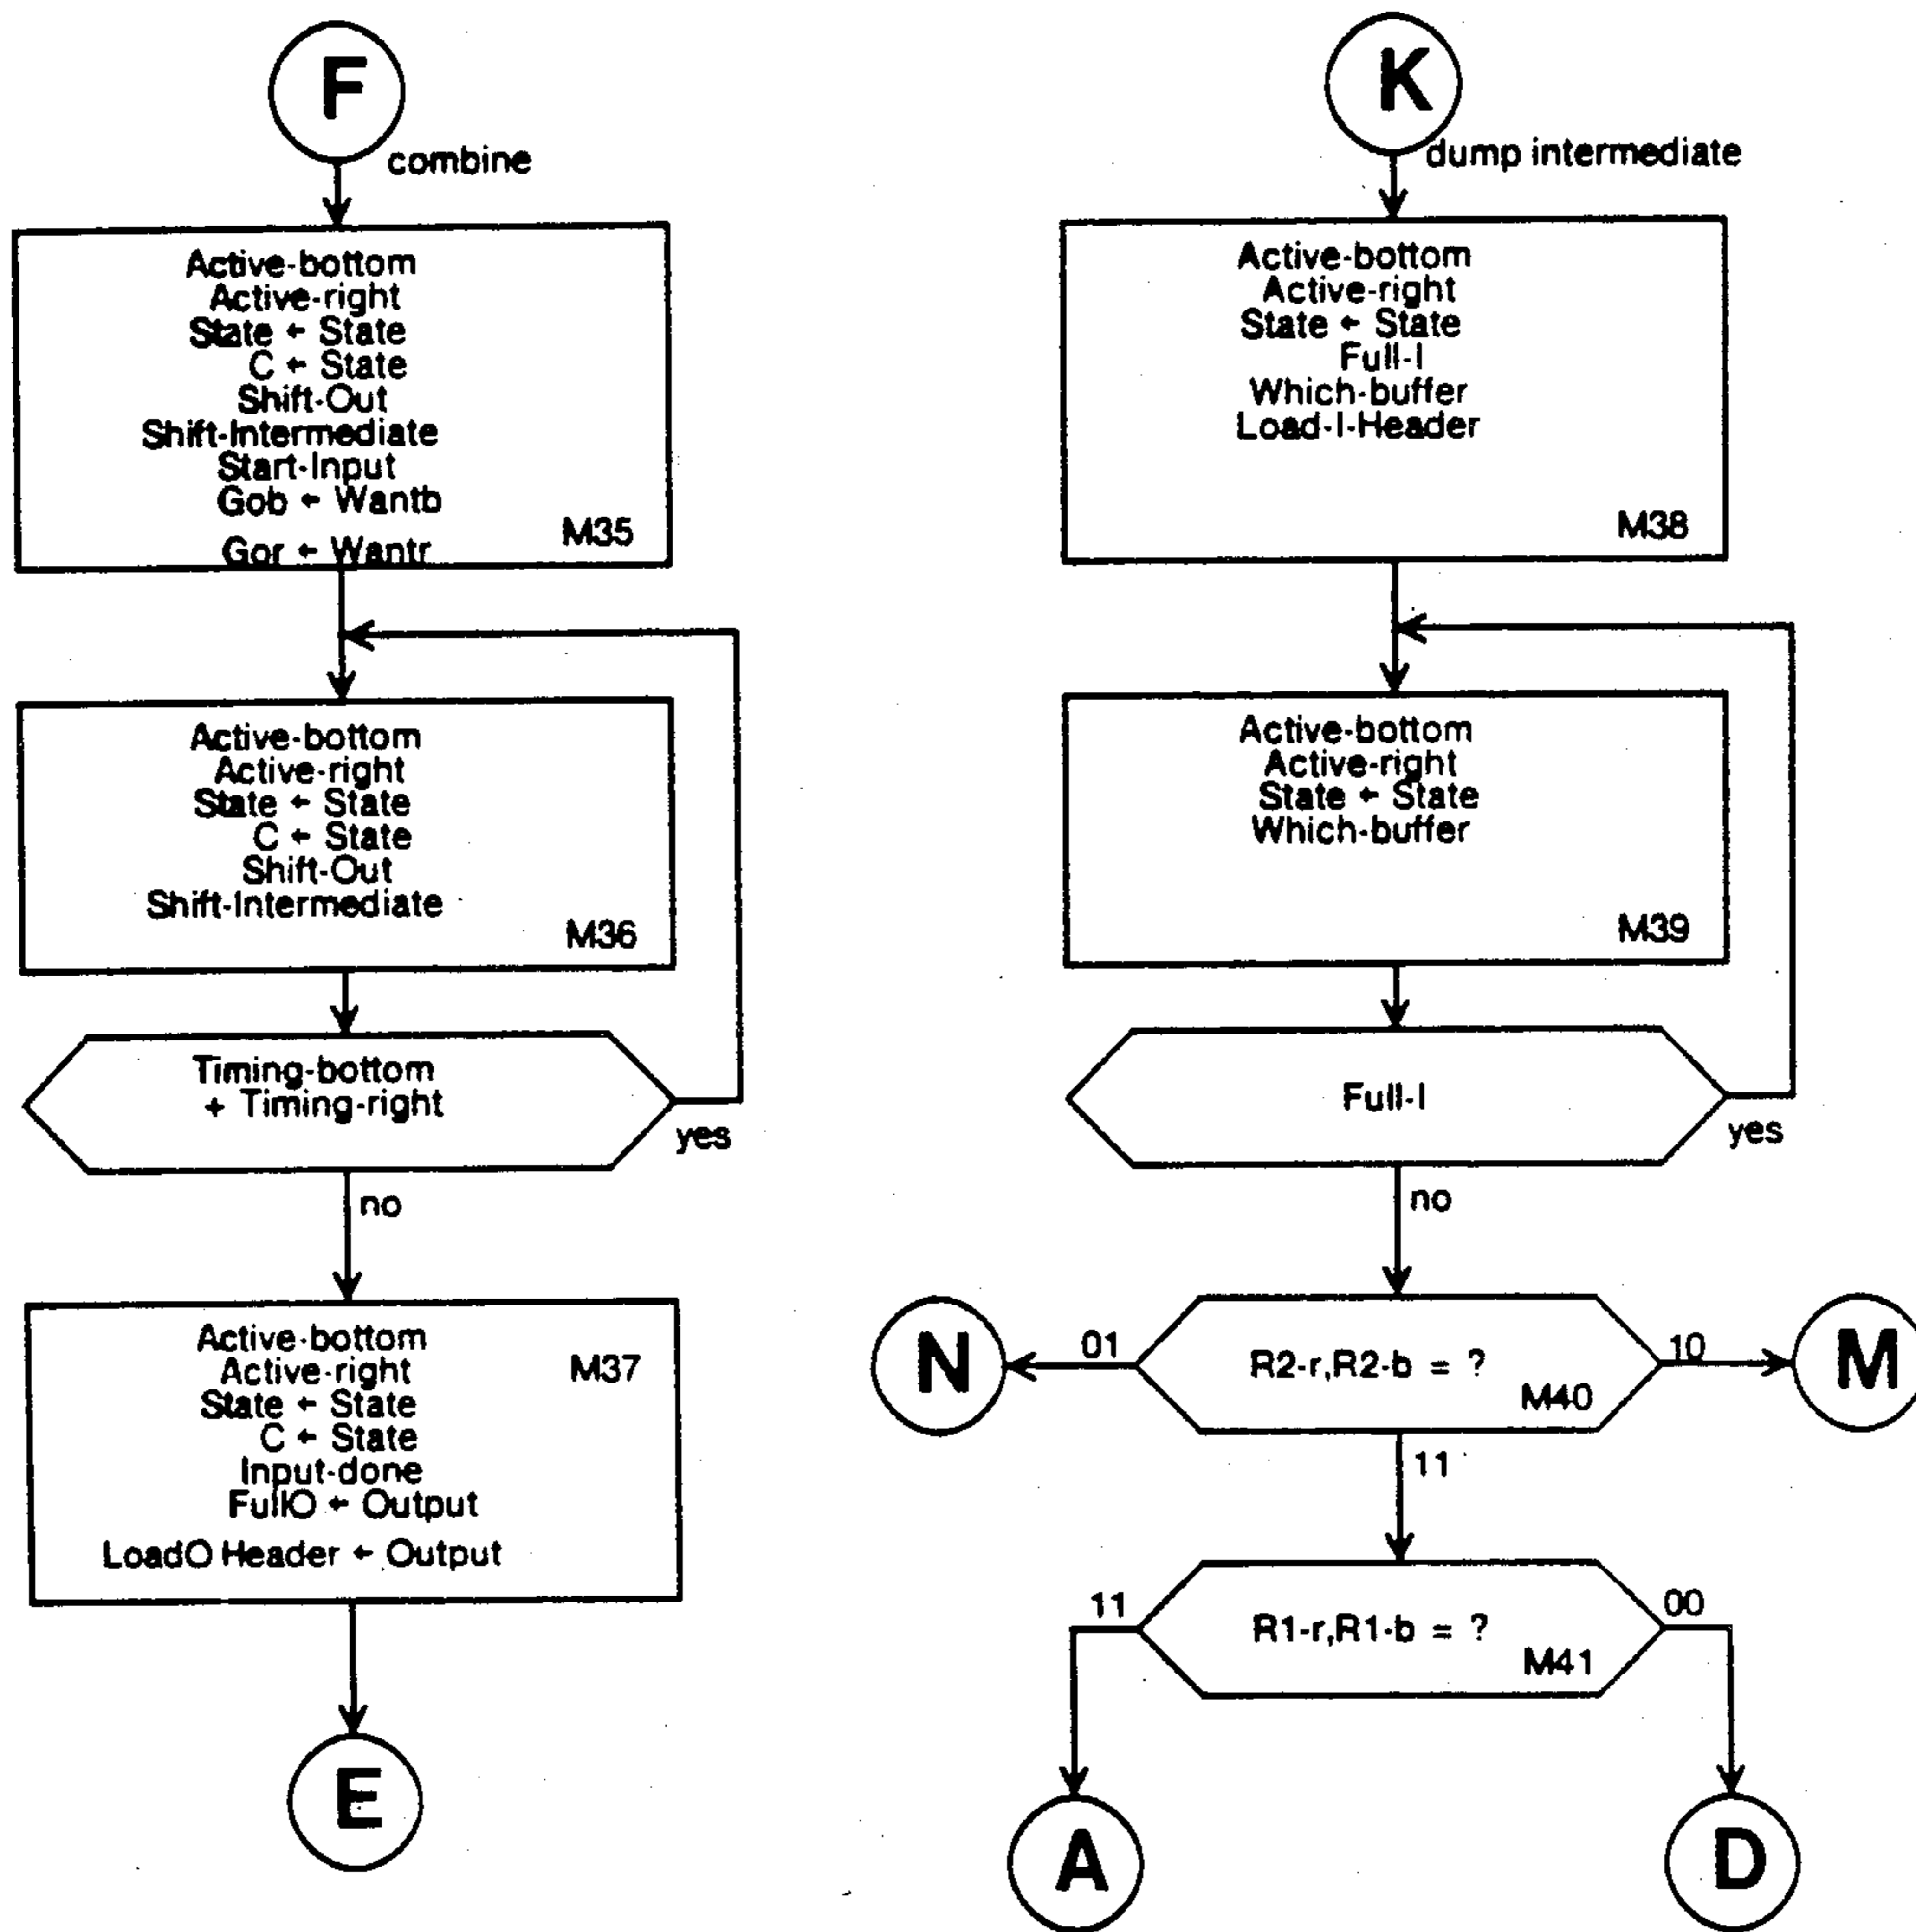 F
combine
Active-bottom
Active-right
State ← State
C ← State
Shift-Out
Shift-Intermediate
Start-Input
Gob ← Wantb
Gor ← Wantr
M35
Active-bottom
Active-right
State ← State
C ← State
Shift-Out
Shift-Intermediate
M36
Timing-bottom
+ Timing-right
yes
no
Active-bottom
Active-right
M37
State ← State
C ← State
Input-done
FullO ← Output
LoadO Header ← Output
E
K
dump intermediate
Active-bottom
Active-right
State ← State
Full-I
Which-buffer
Load-I-Header
M38
Active-bottom
Active-right
State ← State
Which-buffer
M39
Full-I
yes
no
N
01
R2-r,R2-b = ?
M40
10
M
11
11
R1-r,R1-b = ?
M41
00
A
D